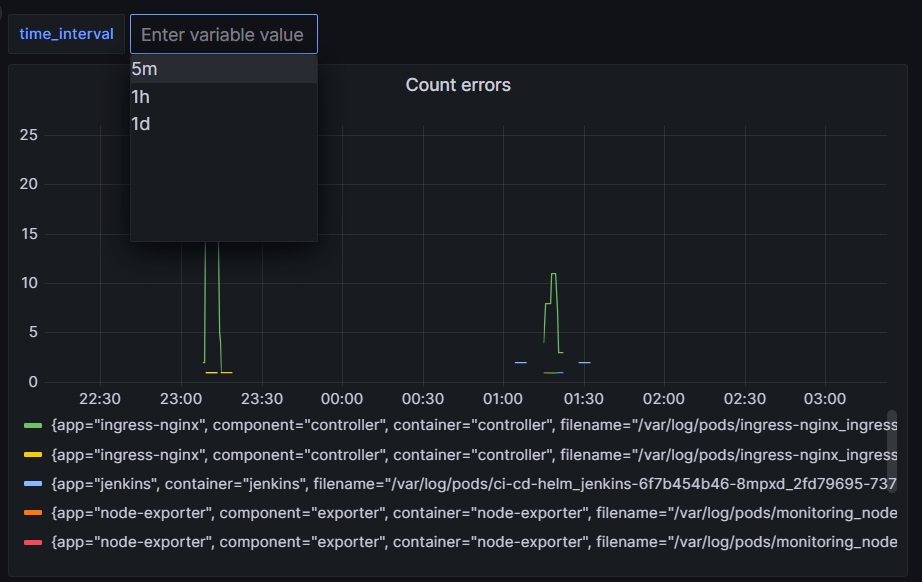 time_interval
Enter variable value
5m
1h
1d
Count errors
25
20
15
10
5
0
22:30 23:00 23:30 00:00 00:30 01:00 01:30 02:00 02:30 03:00
{app="ingress-nginx", component="controller", container="controller", filename="/var/log/pods/ingress-nginx_ingress
{app="ingress-nginx", component="controller", container="controller", filename="/var/log/pods/ingress-nginx_ingress
{app="jenkins", container="jenkins", filename="/var/log/pods/ci-cd-helm_jenkins-6f7b454b46-8mpxd_2fd79695-737
{app="node-exporter", component="exporter", container="node-exporter", filename="/var/log/pods/monitoring_node
{app="node-exporter", component="exporter", container="node-exporter", filename="/var/log/pods/monitoring_node